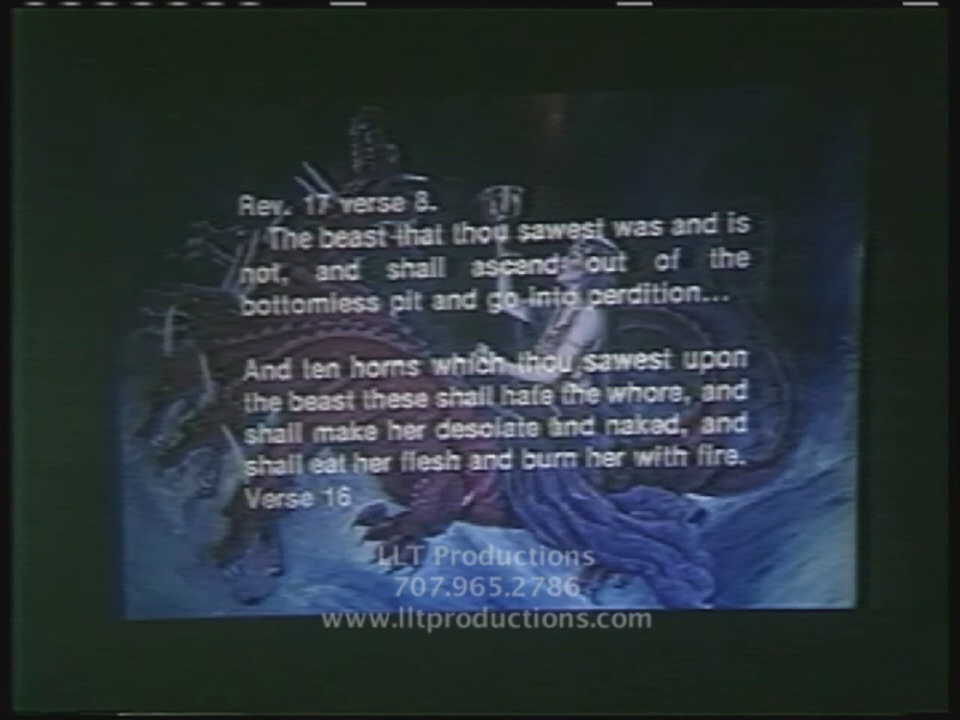 Rev. 17 verse 8.
The beast that thou sawest was and is
not, and shall ascend out of the
bottomless pit and go into perdition...
And ten horns which thou sawest upon
the beast these shall hate the whore, and
shall make her desolate and naked, and
shall eat her flesh and burn her with fire.
Verse 16
LLT Productions
707.965.2786
www.lltproductions.com